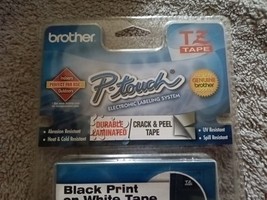 brother
TZ
TAPE
P-touch
ELECTRONIC LABELING SYSTEM
GENUINE
brother
DURABLE
LAMINATED
CRACK & PEEL
TAPE
• Abrasion Resistant
• Heat & Cold Resistant
• UV Resistant
• Spill Resistant
Black Print
on White Tape